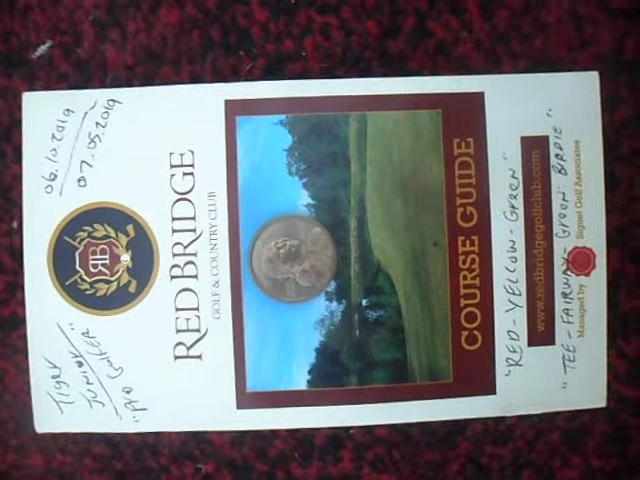 06.10.2019
07.05.2019
RB
TIGER
JUNIOR
"PRO GOLFER"
RED BRIDGE
GOLF & COUNTRY CLUB
COURSE GUIDE
"RED-YELLOW-GREEN"
www.redbridgegolfclub.com
"TEE-FAIRWAY-GREEN: BIRDIE"
Managed by Signet Golf Associates